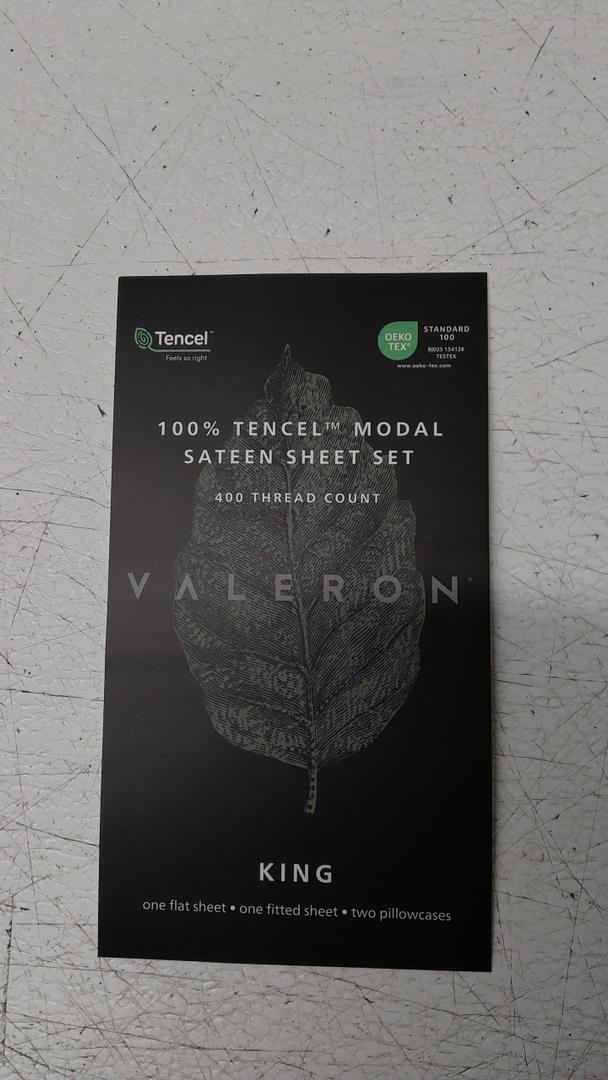 Tencel™
Feels so right
OEKO
TEX®
STANDARD
100
BJ025 154128
TESTEX
www.oeko-tex.com
100% TENCEL™ MODAL
SATEEN SHEET SET
400 THREAD COUNT
VALERON®
KING
one flat sheet • one fitted sheet • two pillowcases